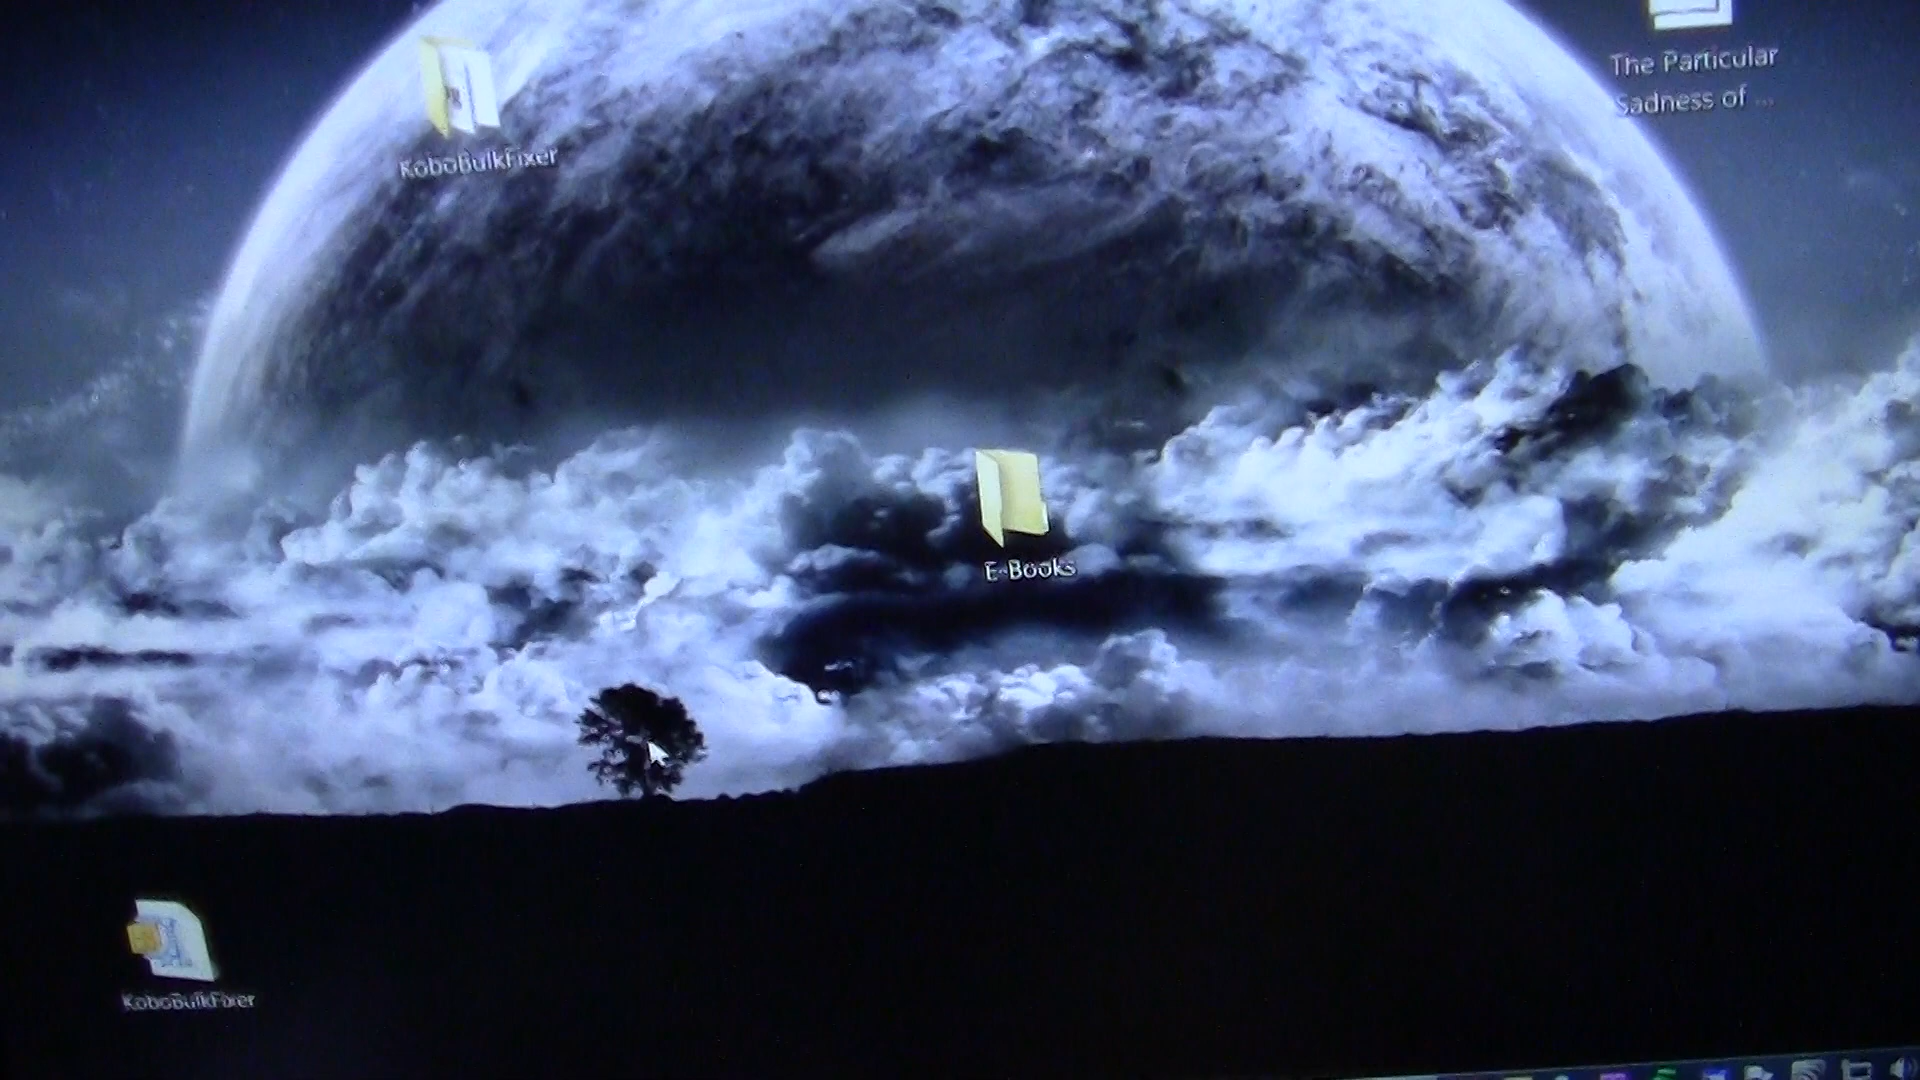 The Particular
Sadness of ...
KoboBulkFixer
E-Books
KoboBulkFixer